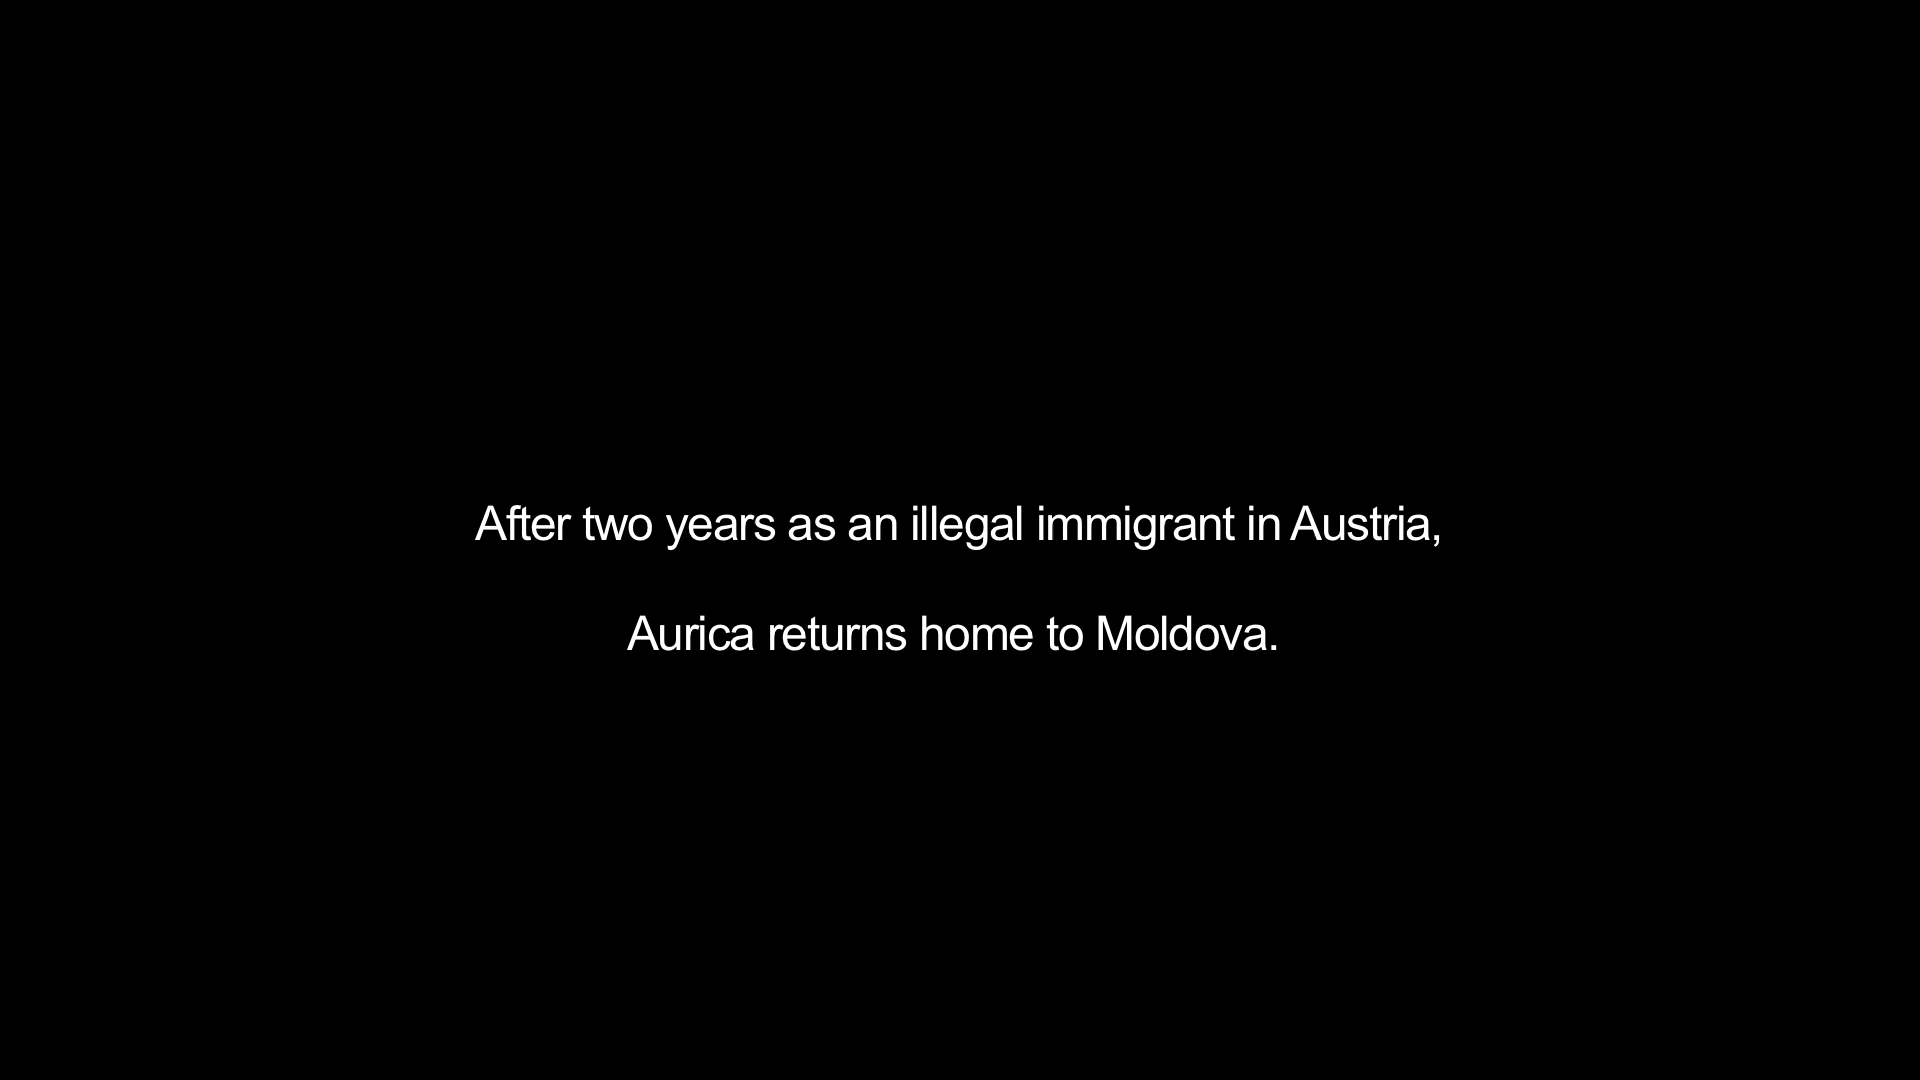 After two years as an illegal immigrant in Austria,
Aurica returns home to Moldova.